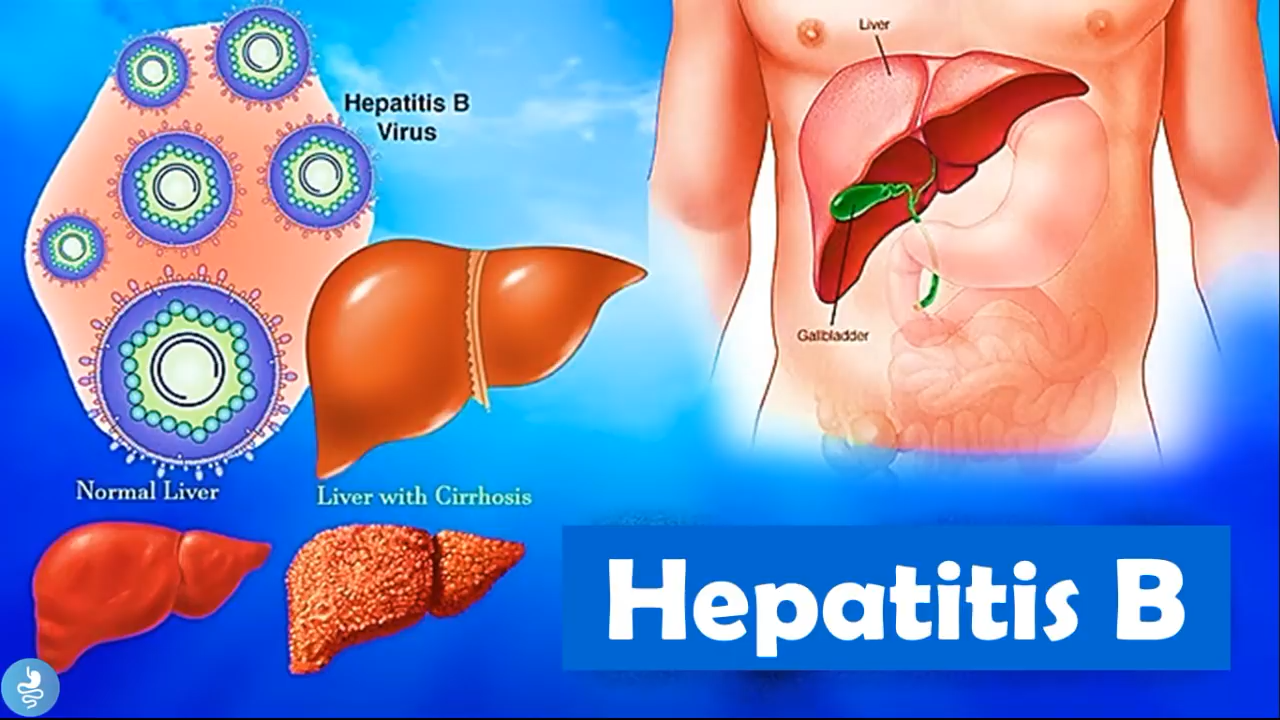 Liver
Hepatitis B
Virus
Gallbladder
Normal Liver
Liver with Cirrhosis
Hepatitis B